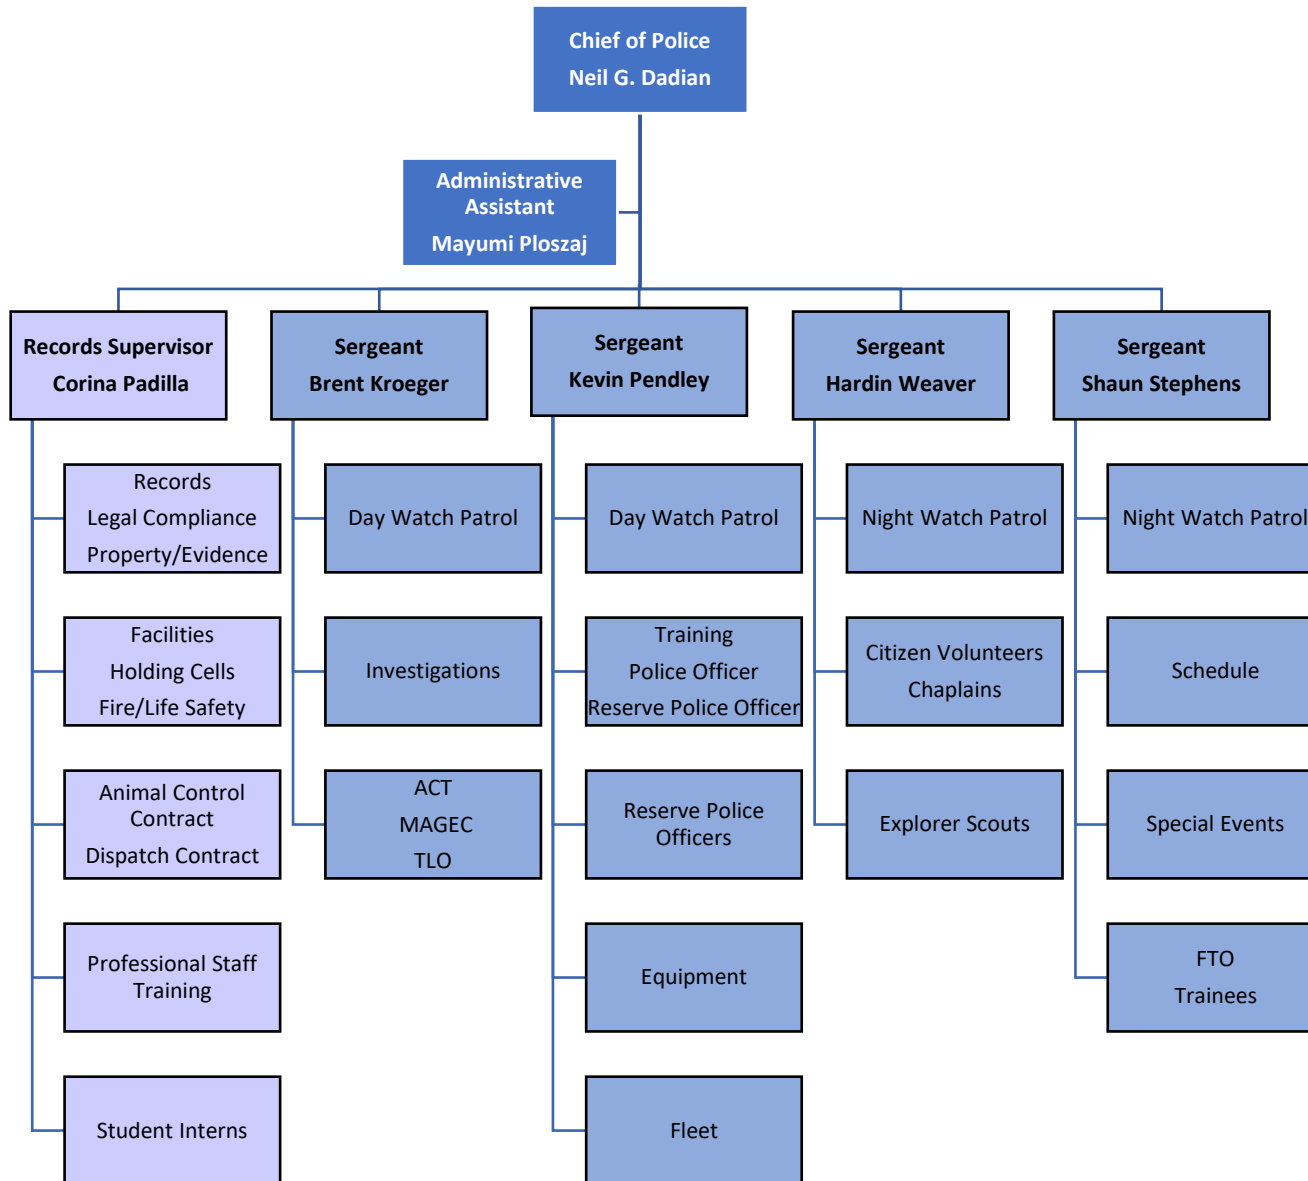 Chief of Police
Neil G. Dadian
Administrative
Assistant
Mayumi Ploszaj
Records Supervisor
Corina Padilla
Sergeant
Brent Kroeger
Sergeant
Kevin Pendley
Sergeant
Hardin Weaver
Sergeant
Shaun Stephens
Records
Legal Compliance
Property/Evidence
Facilities
Holding Cells
Fire/Life Safety
Animal Control
Contract
Dispatch Contract
Professional Staff
Training
Student Interns
Day Watch Patrol
Investigations
ACT
MAGEC
TLO
Day Watch Patrol
Training
Police Officer
Reserve Police Officer
Reserve Police
Officers
Equipment
Fleet
Night Watch Patrol
Citizen Volunteers
Chaplains
Explorer Scouts
Night Watch Patrol
Schedule
Special Events
FTO
Trainees